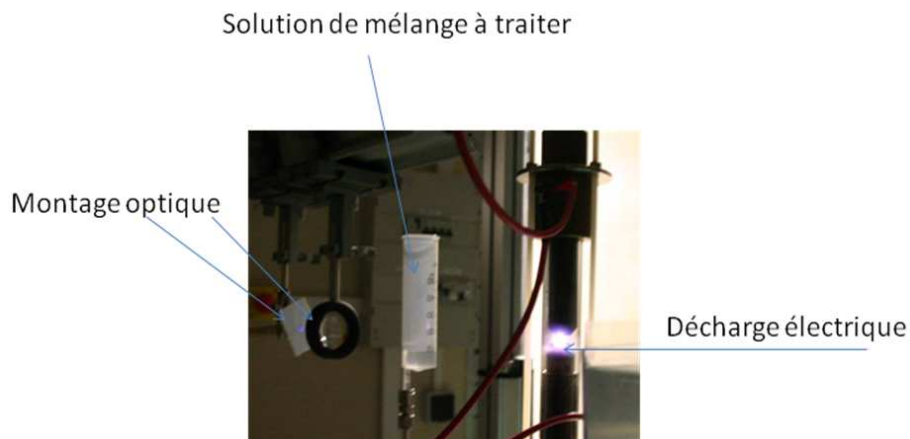 Solution de mélange à traiter
Montage optique
Décharge électrique